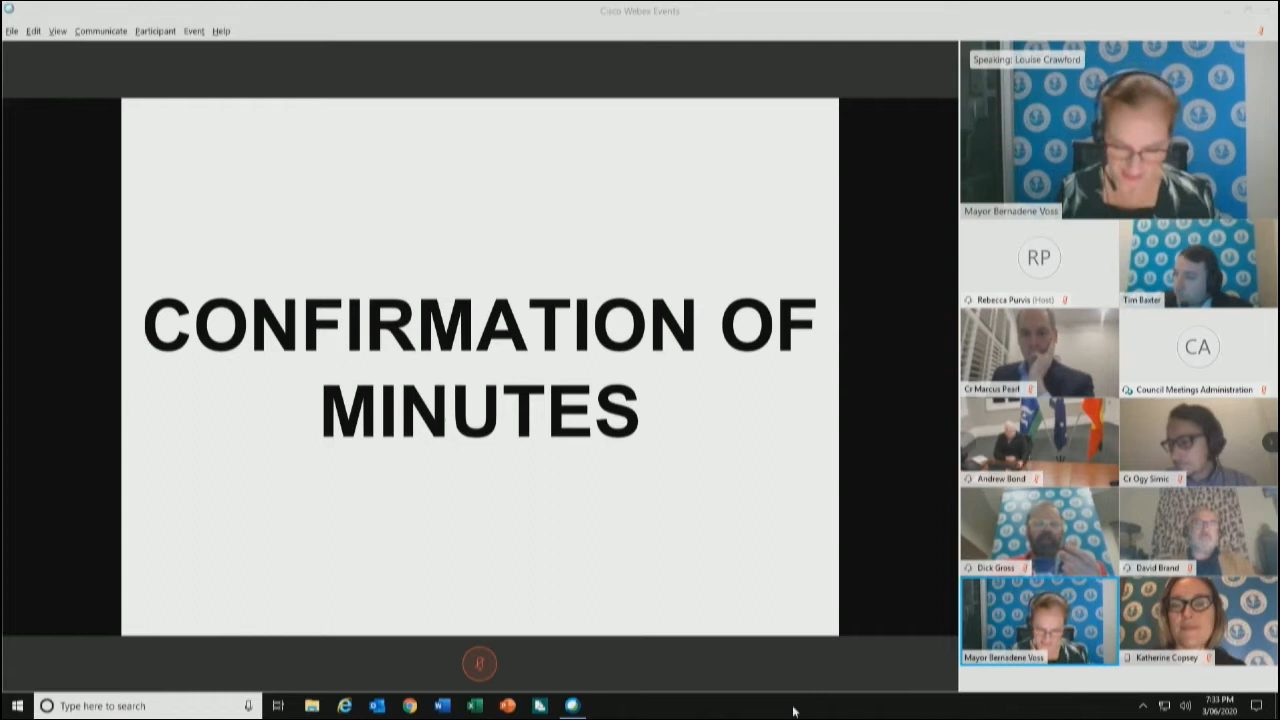 Cisco Webex Events
File Edit View Communicate Participant Event Help
Speaking: Louise Crawford
Mayor Bernadene Voss
CONFIRMATION OF
MINUTES
RP
Rebecca Purvis (Host)
Tim Baxter
Cr Marcus Pearl
CA
Council Meetings Administration
Andrew Bond
Cr Ogy Simic
Dick Gross
David Brand
Mayor Bernadene Voss
Katherine Copsey
Type here to search
7:33 PM
3/06/2020